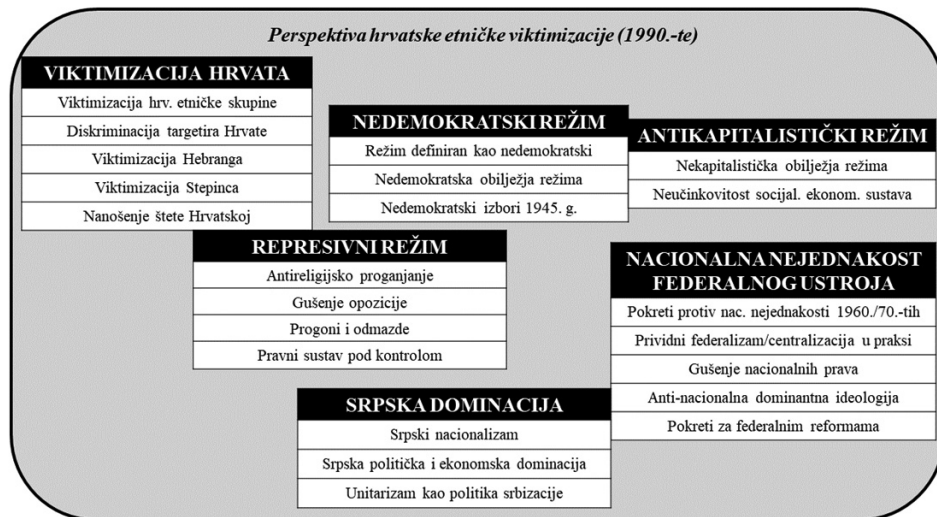 Perspektiva hrvatske etničke viktimizacije (1990.-te)
VIKTIMIZACIJA HRVATA
Viktimizacija hrv. etničke skupine
Diskriminacija targetira Hrvate
Viktimizacija Hebranga
Viktimizacija Stepinca
Nanošenje štete Hrvatskoj
NEDEMOKRATSKI REŽIM
Režim definiran kao nedemokratski
Nedemokratska obilježja režima
Nedemokratski izbori 1945. g.
ANTIKAPITALISTIČKI REŽIM
Nekapitalistička obilježja režima
Neučinkovitost socijal. ekonom. sustava
REPRESIVNI REŽIM
Antireligijsko proganjanje
Gušenje opozicije
Progoni i odmazde
Pravni sustav pod kontrolom
NACIONALNA NEJEDNAKOST
FEDERALNOG USTROJA
Pokreti protiv nac. nejednakosti 1960./70.-tih
Prividni federalizam/centralizacija u praksi
Gušenje nacionalnih prava
Anti-nacionalna dominantna ideologija
Pokreti za federalnim reformama
SRPSKA DOMINACIJA
Srpski nacionalizam
Srpska politička i ekonomska dominacija
Unitarizam kao politika srbizacije